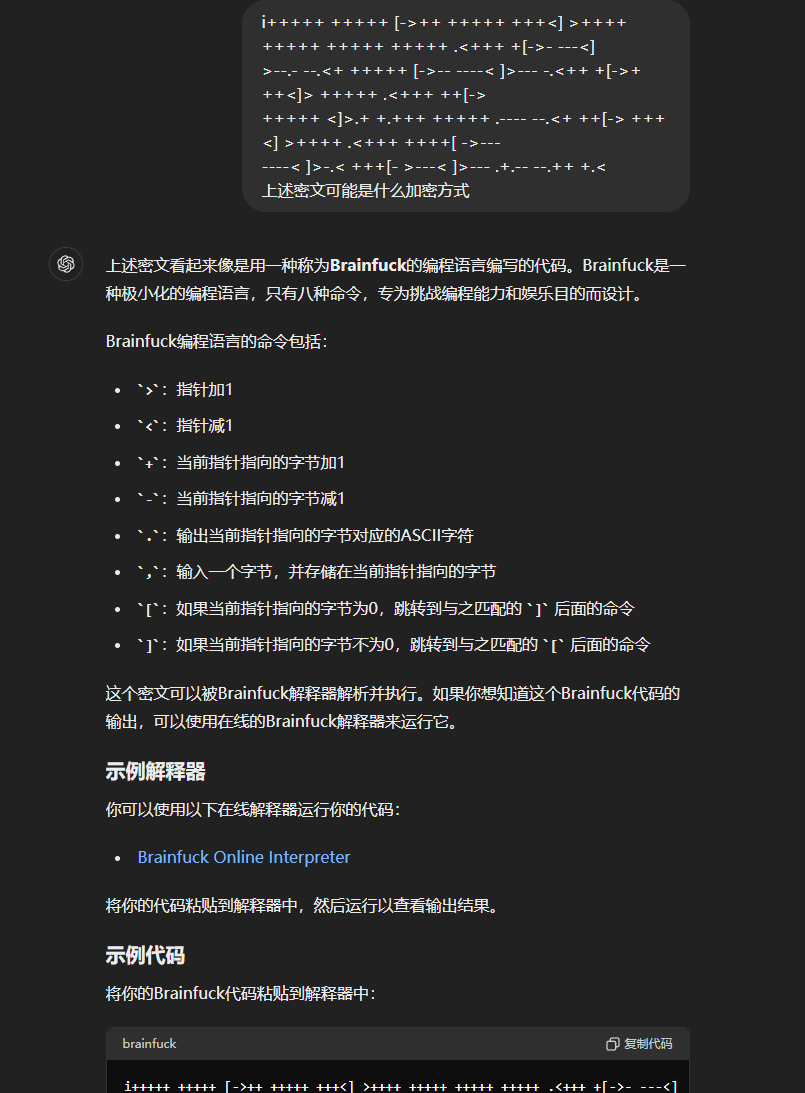 i+++++ +++++ [->++ +++++ +++<] >++++
+++++ +++++ +++++ .<+++ +[->- ---<]
>--.- --.<+ +++++ [->-- ----< ]>--- -.<++ +[->+
++<]> +++++ .<+++ ++[->
+++++ <]>.+ +.+++ +++++ .---- --.<+ ++[-> +++
<] >++++ .<+++ ++++[ ->---
----< ]>-.< +++[- >---< ]>--- .+.-- --.++ +.<
上述密文可能是什么加密方式
上述密文看起来像是用一种称为Brainfuck的编程语言编写的代码。Brainfuck是一
种极小化的编程语言，只有八种命令，专为挑战编程能力和娱乐目的而设计。
Brainfuck编程语言的命令包括：
• `>`：指针加1
• `<`：指针减1
• `+`：当前指针指向的字节加1
• `-`：当前指针指向的字节减1
• `.`：输出当前指针指向的字节对应的ASCII字符
• `,`：输入一个字节，并存储在当前指针指向的字节
• `[`：如果当前指针指向的字节为0，跳转到与之匹配的 `]` 后面的命令
• `]`：如果当前指针指向的字节不为0，跳转到与之匹配的 `[` 后面的命令
这个密文可以被Brainfuck解释器解析并执行。如果你想知道这个Brainfuck代码的
输出，可以使用在线的Brainfuck解释器来运行它。
示例解释器
你可以使用以下在线解释器运行你的代码：
• Brainfuck Online Interpreter
将你的代码粘贴到解释器中，然后运行以查看输出结果。
示例代码
将你的Brainfuck代码粘贴到解释器中：
brainfuck 复制代码
i+++++ +++++ [->++ +++++ +++<] >++++ +++++ +++++ +++++ .<+++ +[->- ---<]